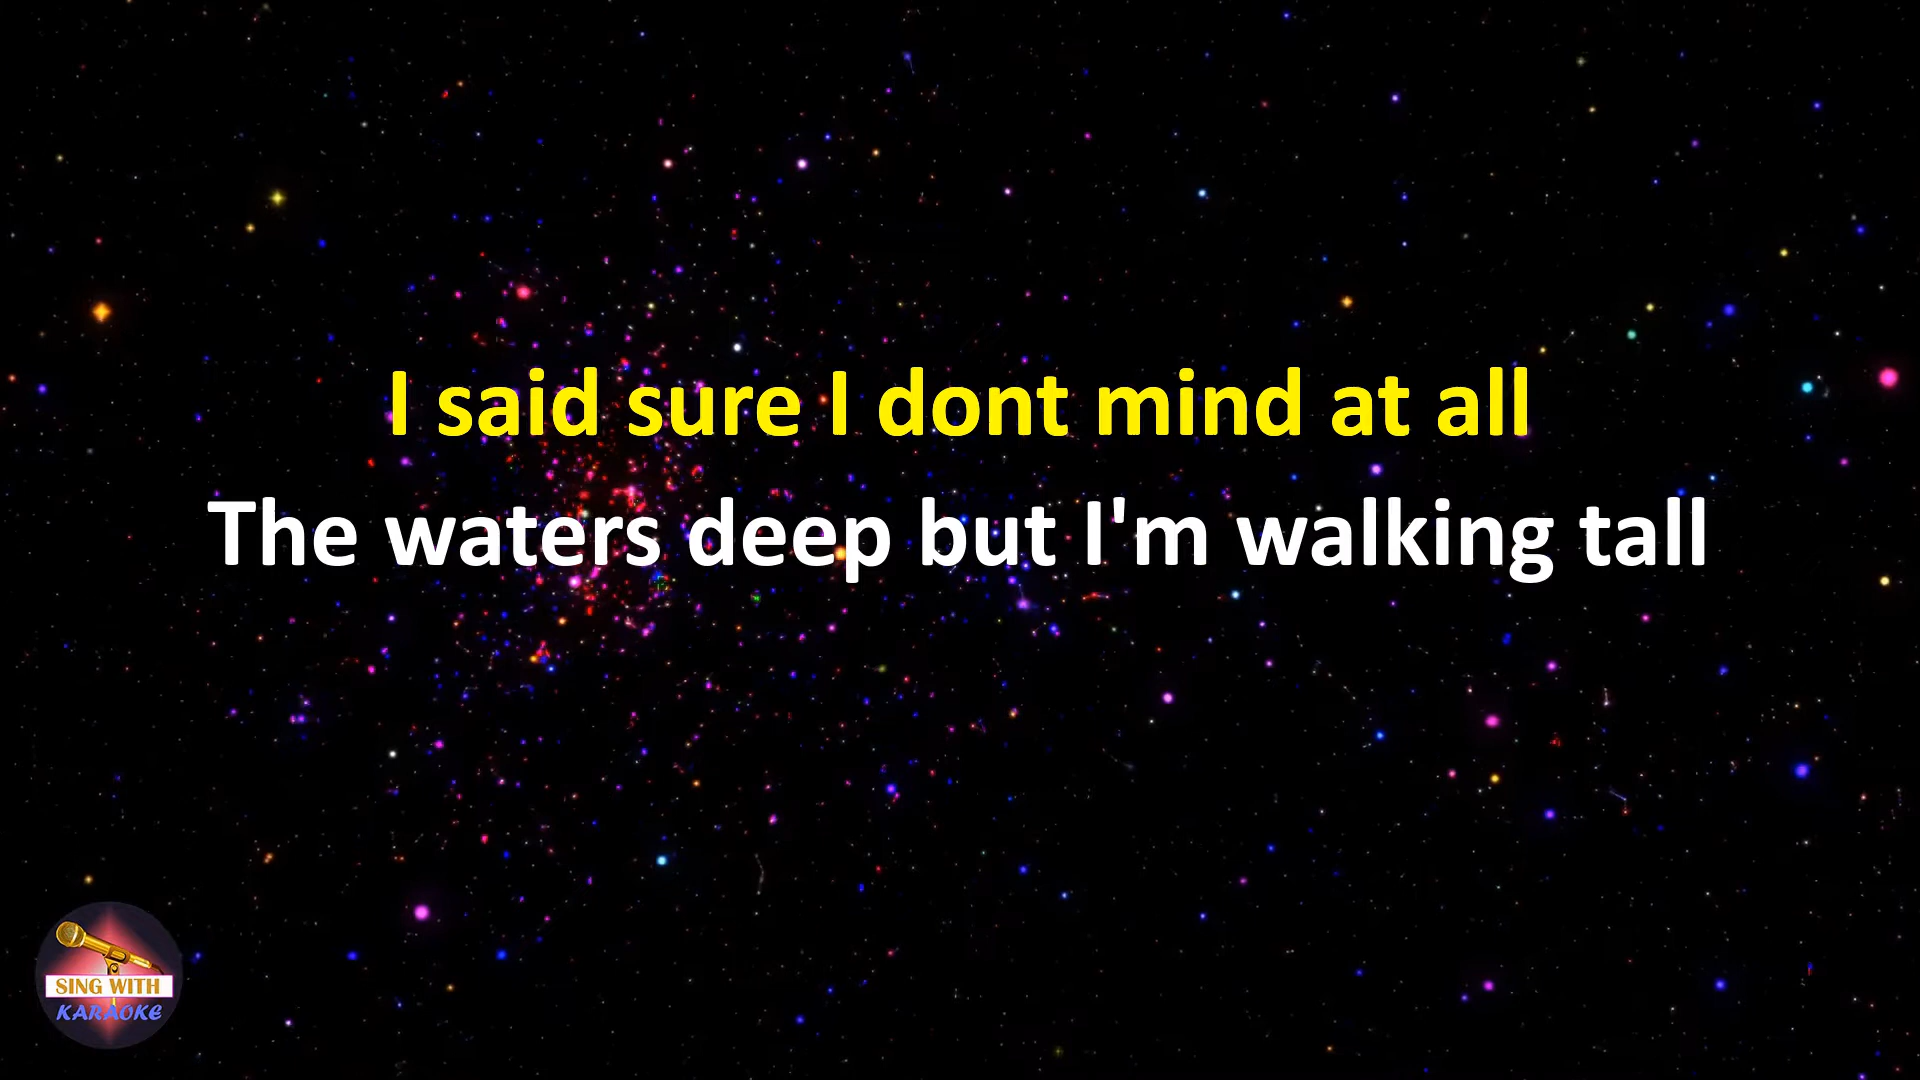 I said sure I dont mind at all
The waters deep but I'm walking tall
SING WITH
KARAOKE